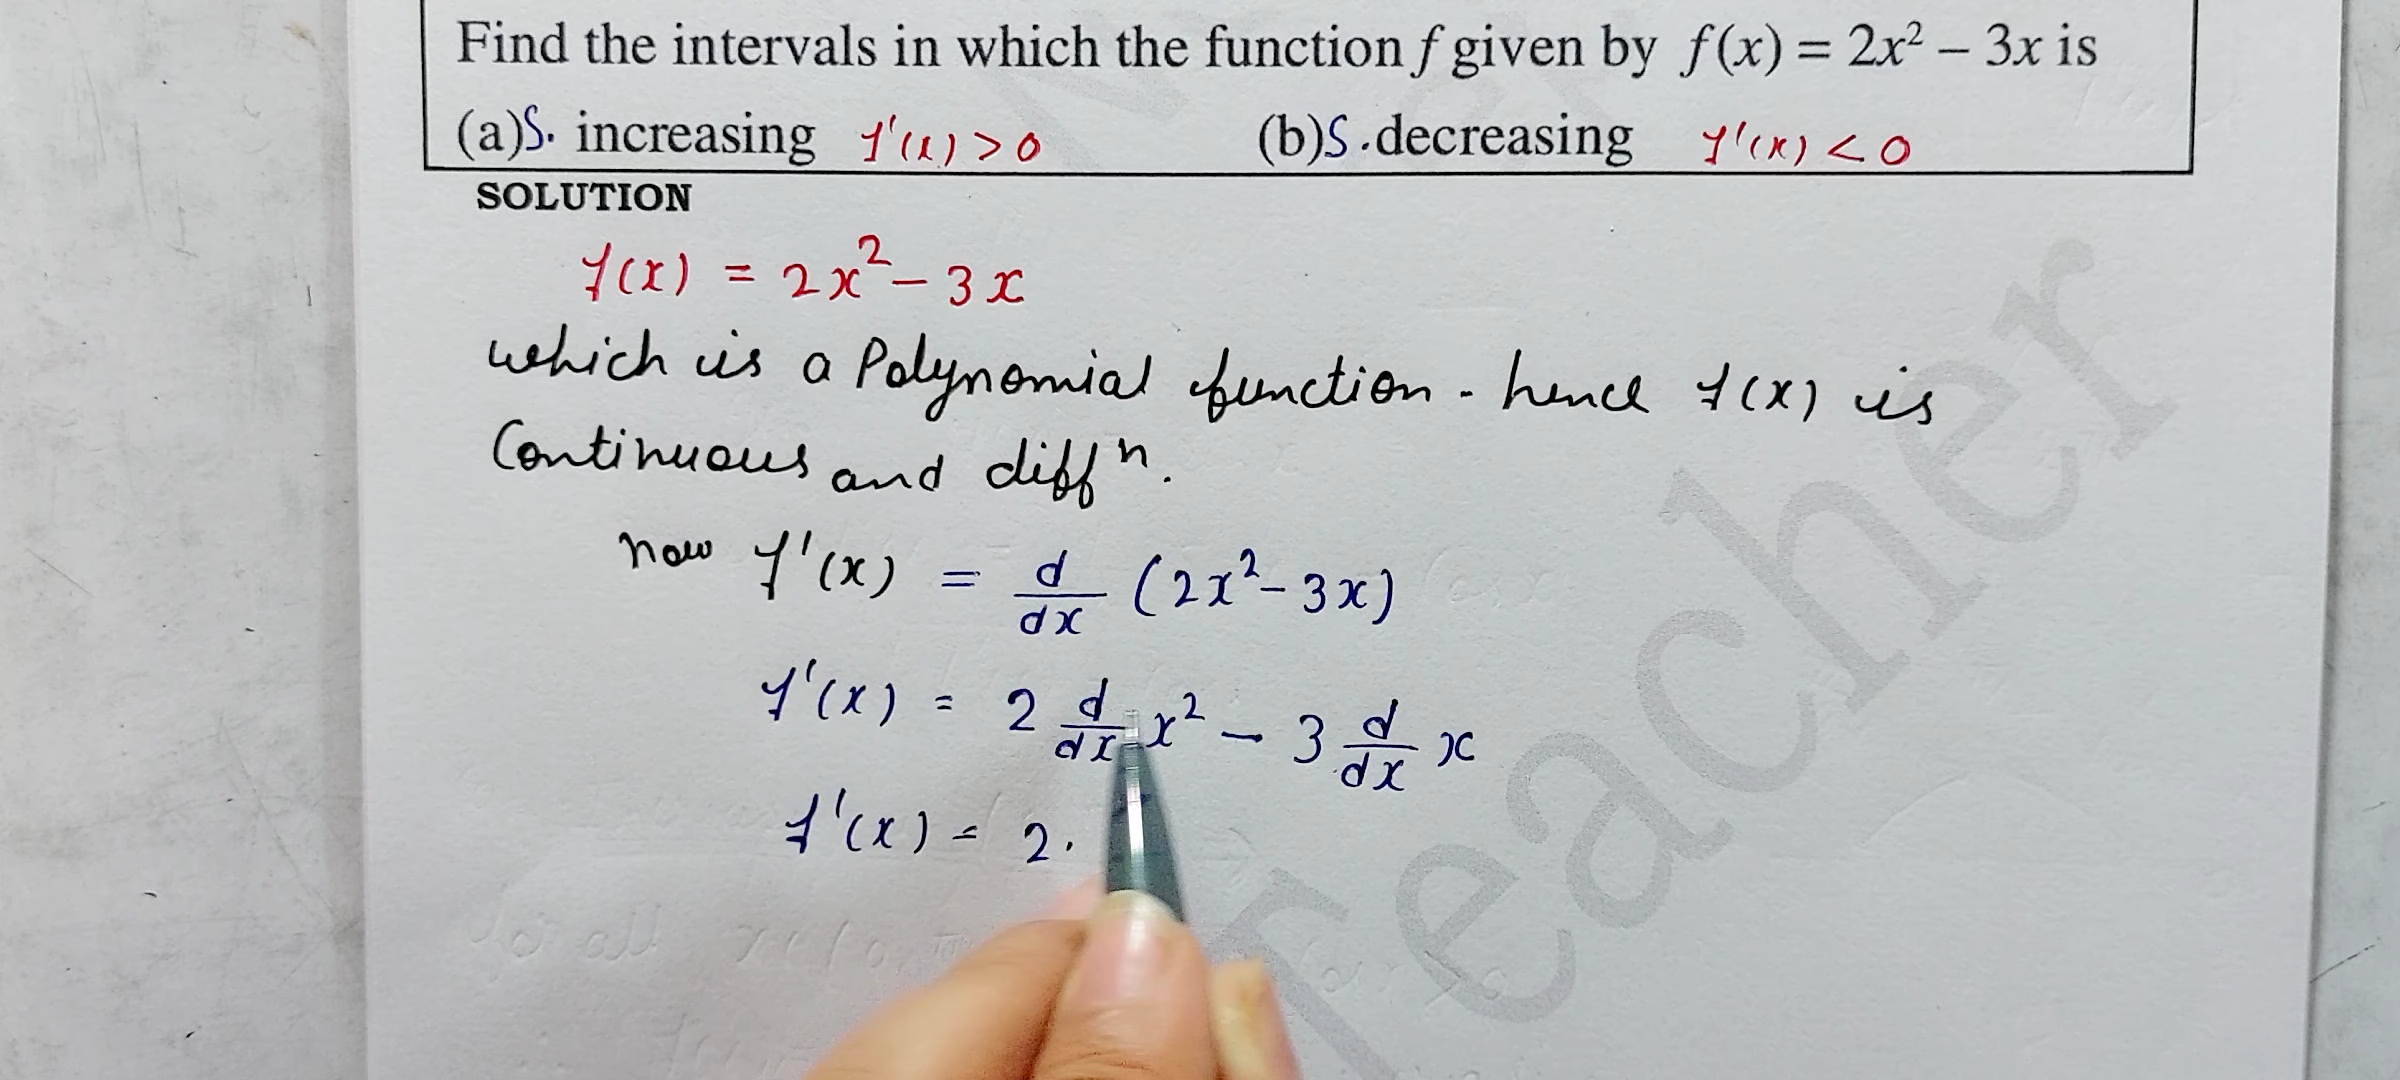 Find the intervals in which the function f given by f(x) = 2x² – 3x is
(a) S. increasing f'(x) > 0 (b) S. decreasing f'(x) < 0
SOLUTION
f(x) = 2x² - 3x
which is a Polynomial function - hence f(x) is
Continuous and diffⁿ.
now f'(x) = d/dx (2x² - 3x)
f'(x) = 2 d/dx x² - 3 d/dx x
f'(x) = 2.
Teacher